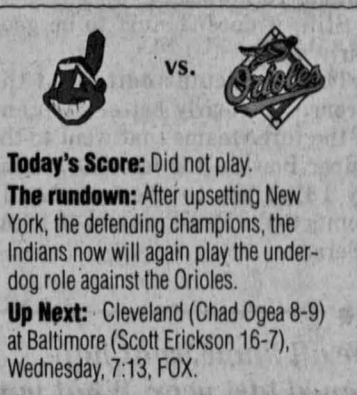 vs.
Orioles
Today's Score: Did not play.
The rundown: After upsetting New
York, the defending champions, the
Indians now will again play the under-
dog role against the Orioles.
Up Next: Cleveland (Chad Ogea 8-9)
at Baltimore (Scott Erickson 16-7),
Wednesday, 7:13, FOX.